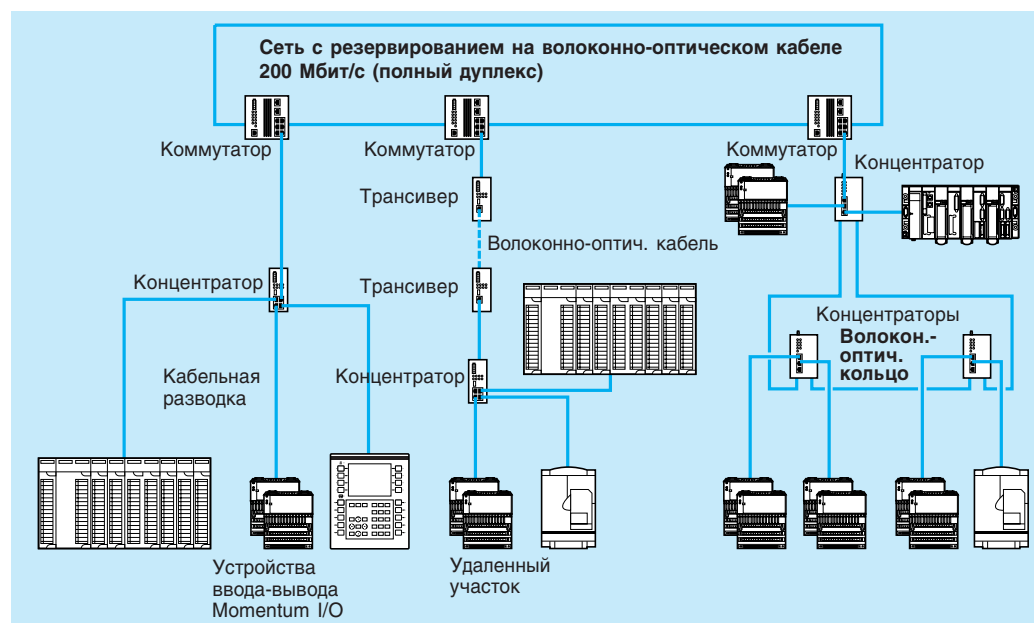 Сеть с резервированием на волоконно-оптическом кабеле
200 Мбит/с (полный дуплекс)
Коммутатор
Коммутатор
Коммутатор
Концентратор
Трансивер
Волоконно-оптич. кабель
Концентратор
Трансивер
Концентраторы
Волокон.-
оптич.
кольцо
Концентратор
Кабельная
разводка
Устройства
ввода-вывода
Momentum I/O
Удаленный
участок